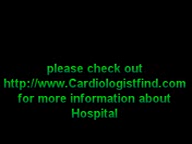 please check out
http://www.Cardiologistfind.com
for more information about
Hospital